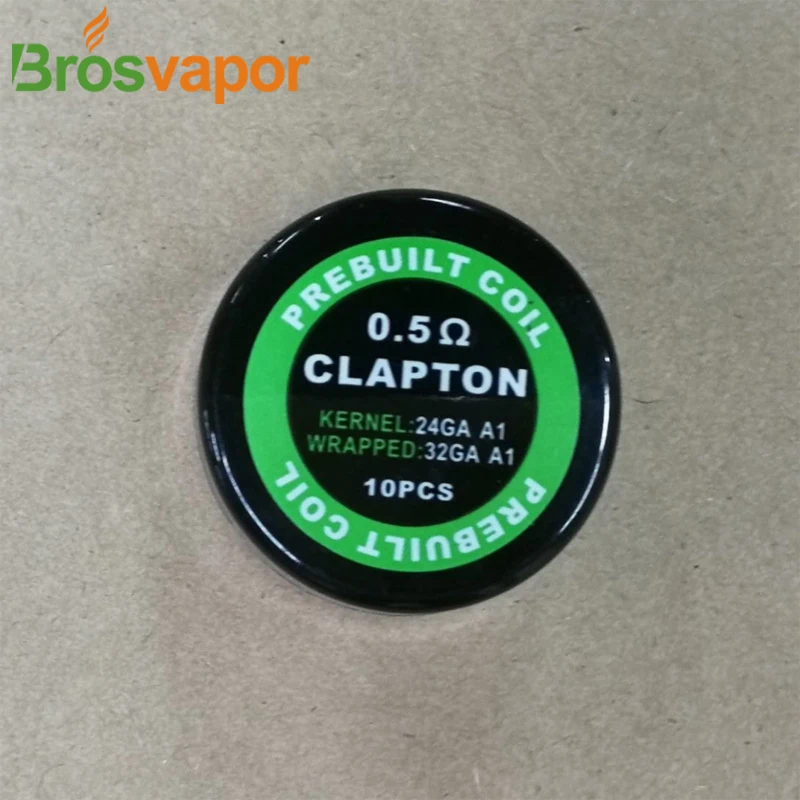 Brosvapor
PREBUILT COIL
0.5Ω
CLAPTON
KERNEL:24GA A1
WRAPPED:32GA A1
10PCS
PREBUILT COIL